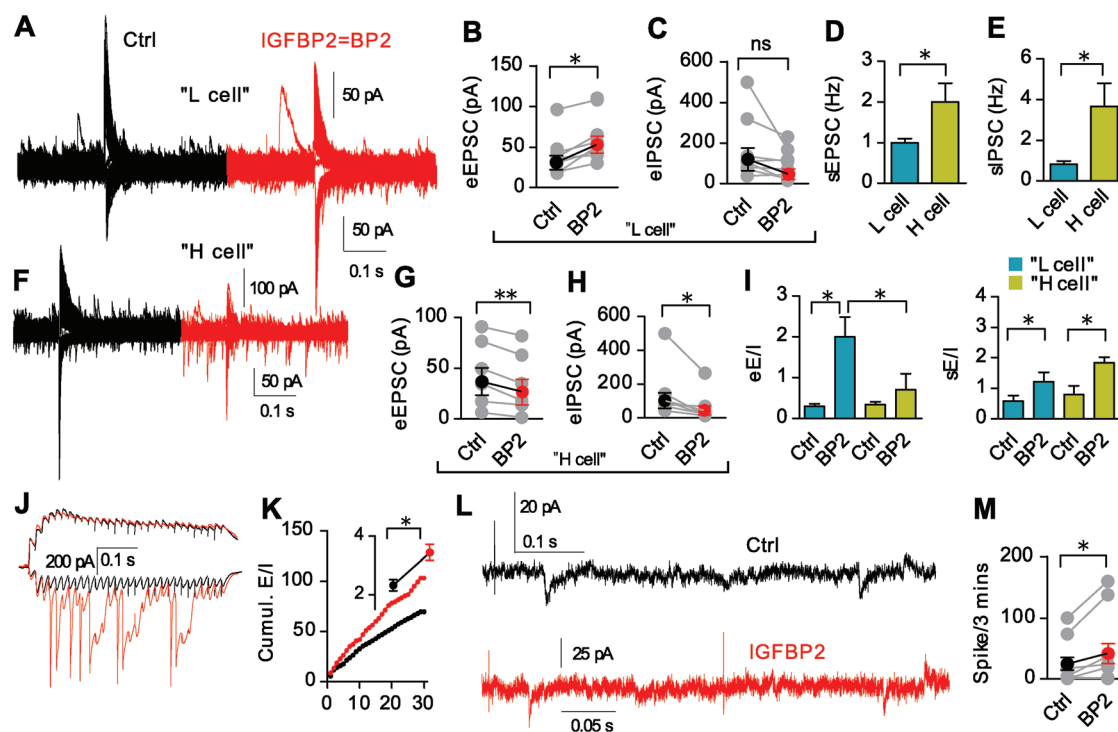 A
Ctrl
IGFBP2=BP2
"L cell"
50 pA
50 pA
0.1 s
B
*
eEPSC (pA)
150
100
50
0
Ctrl
BP2
C
ns
eIPSC (pA)
600
400
200
0
Ctrl
BP2
"L cell"
D
*
sEPSC (Hz)
3
2
1
0
L cell
H cell
E
*
sIPSC (Hz)
6
4
2
0
L cell
H cell
F
"H cell"
100 pA
50 pA
0.1 s
G
**
eEPSC (pA)
100
50
0
Ctrl
BP2
H
*
eIPSC (pA)
600
400
200
0
Ctrl
BP2
"H cell"
"L cell"
"H cell"
I
*
*
eE/I
3
2
1
0
Ctrl
BP2
Ctrl
BP2
*
*
sE/I
3
2
1
0
Ctrl
BP2
Ctrl
BP2
J
200 pA
0.1 s
K
*
Cumul. E/I
150
100
50
0
4
2
0
10
20
30
L
20 pA
0.1 s
Ctrl
25 pA
IGFBP2
0.05 s
M
*
Spike/3 mins
200
100
0
Ctrl
BP2